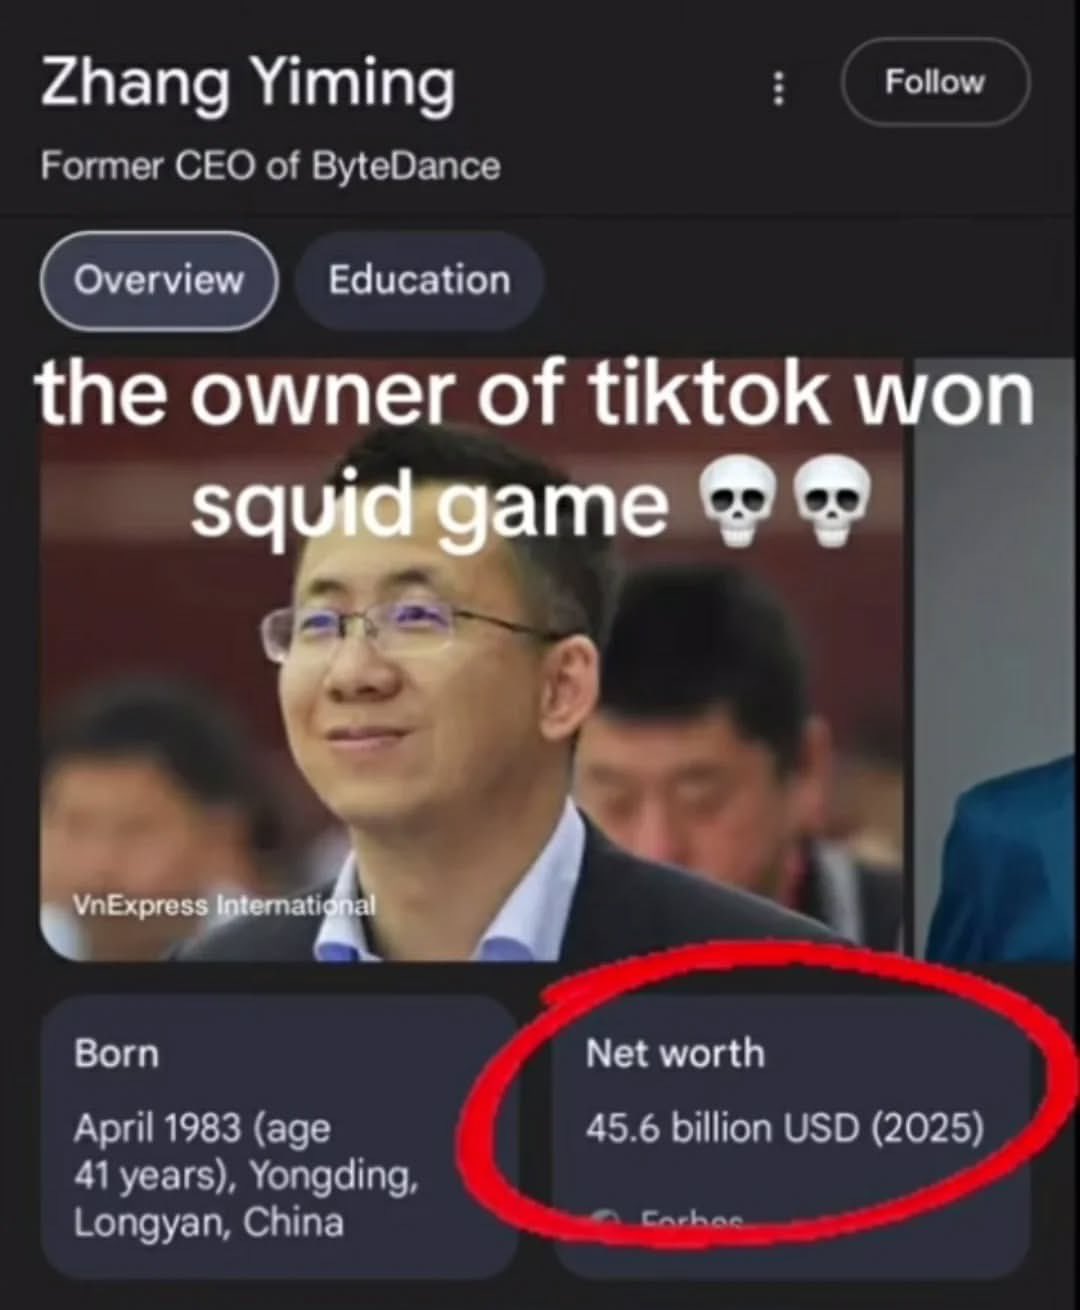 Zhang Yiming
Follow
Former CEO of ByteDance
Overview
Education
the owner of tiktok won
squid game 💀💀
VnExpress International
Born
April 1983 (age
41 years), Yongding,
Longyan, China
Net worth
45.6 billion USD (2025)
Forbes